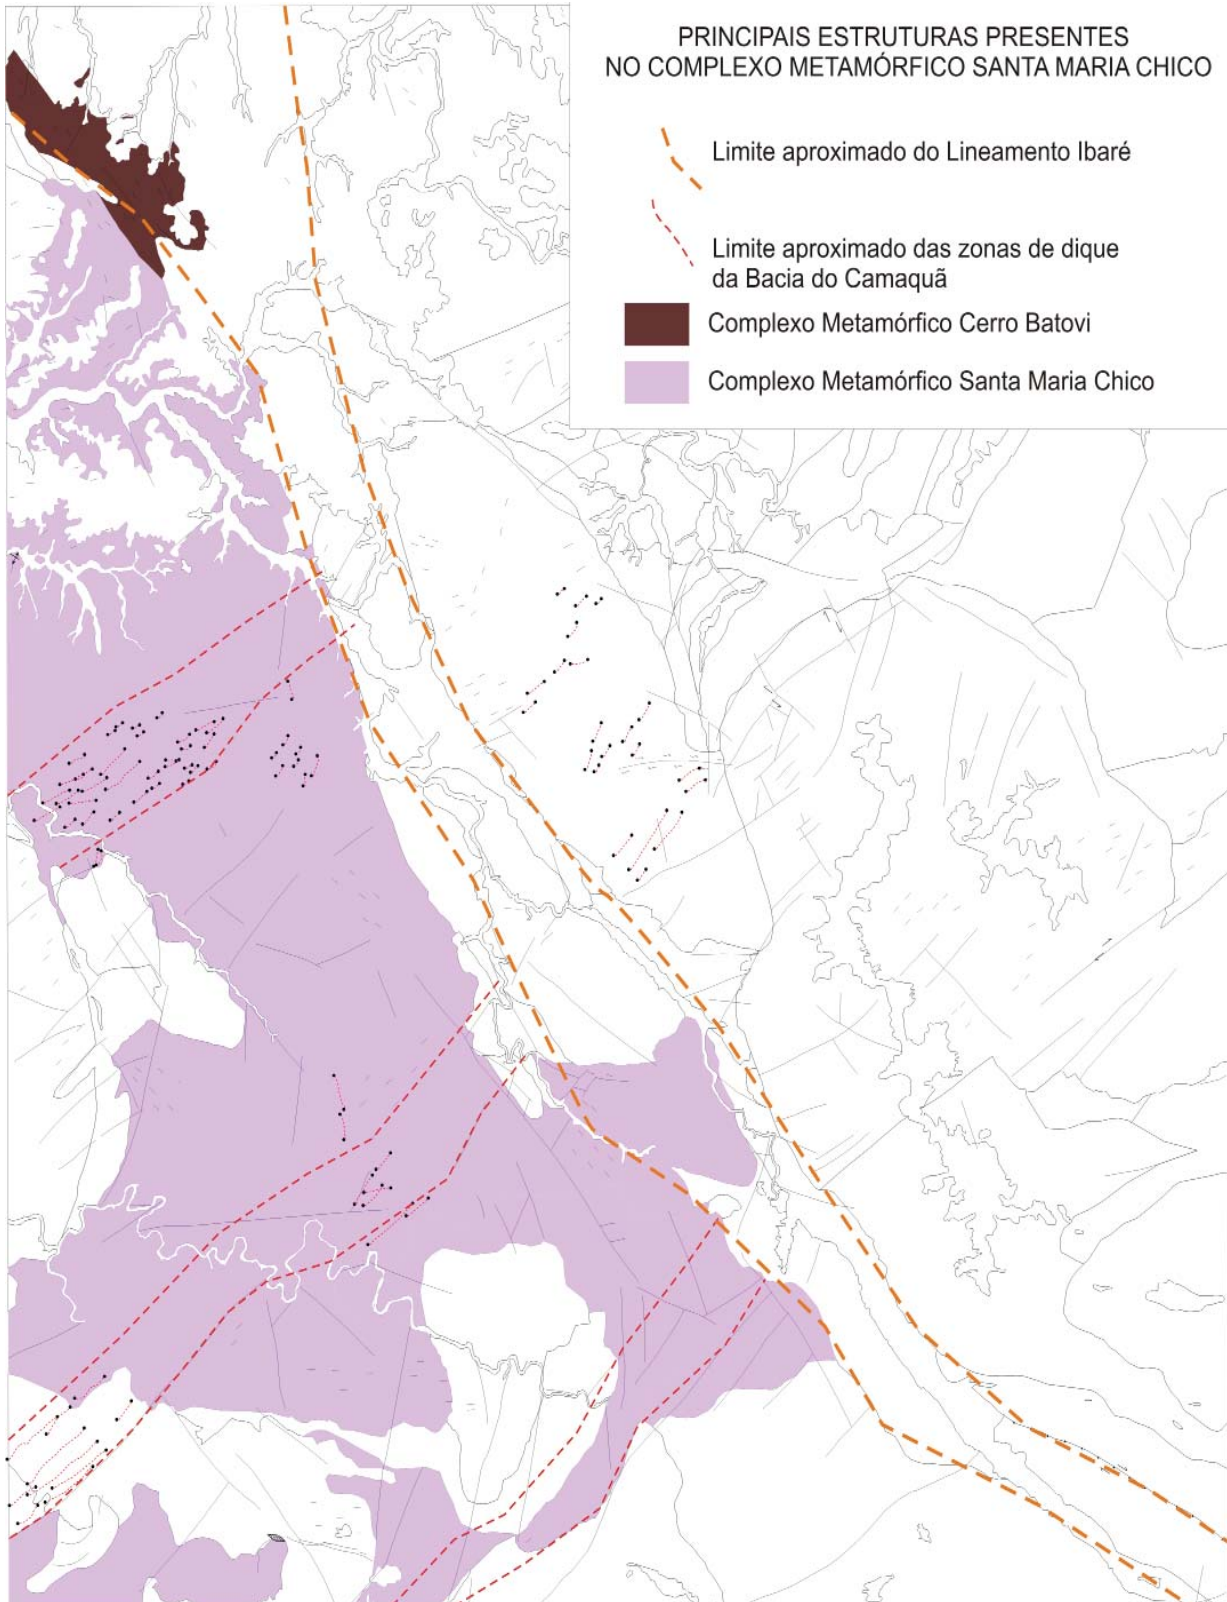 PRINCIPAIS ESTRUTURAS PRESENTES
NO COMPLEXO METAMÓRFICO SANTA MARIA CHICO
Limite aproximado do Lineamento Ibaré
Limite aproximado das zonas de dique
da Bacia do Camaquã
Complexo Metamórfico Cerro Batovi
Complexo Metamórfico Santa Maria Chico